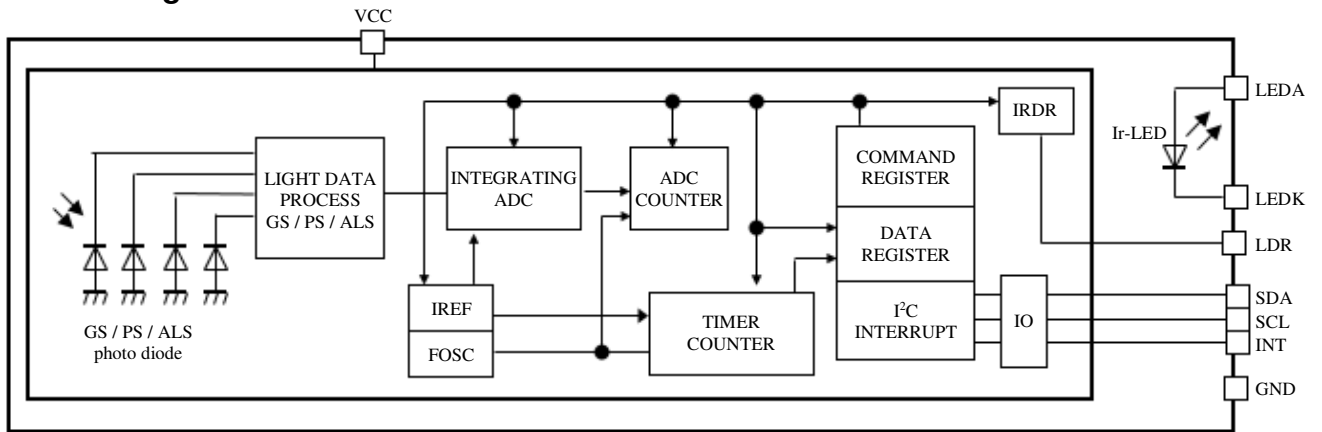 VCC
LEDA
IRDR
Ir-LED
COMMAND
REGISTER
LIGHT DATA
PROCESS
GS / PS / ALS
INTEGRATING
ADC
ADC
COUNTER
LEDK
DATA
REGISTER
LDR
IREF
FOSC
TIMER
COUNTER
I²C
INTERRUPT
IO
SDA
SCL
INT
GS / PS / ALS
photo diode
GND